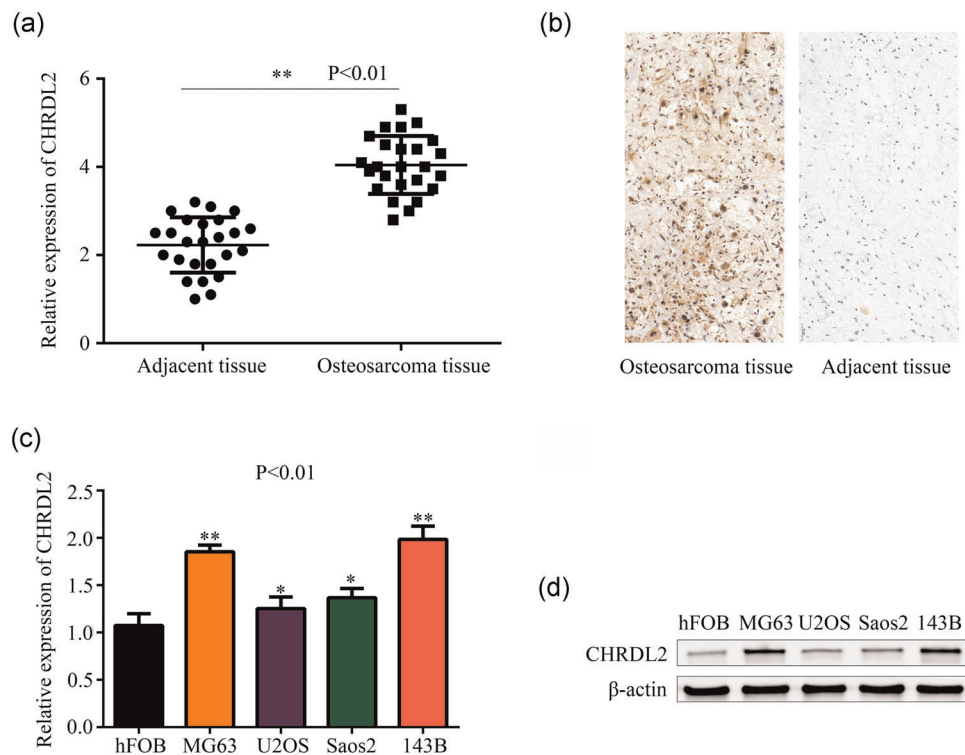 (a)
Relative expression of CHRDL2
6
4
2
0
** P<0.01
Adjacent tissue Osteosarcoma tissue
(b)
Osteosarcoma tissue Adjacent tissue
(c)
Relative expression of CHRDL2
P<0.01
2.5
2.0
1.5
1.0
0.5
0.0
**
*
*
**
hFOB MG63 U2OS Saos2 143B
(d)
hFOB MG63 U2OS Saos2 143B
CHRDL2
β-actin